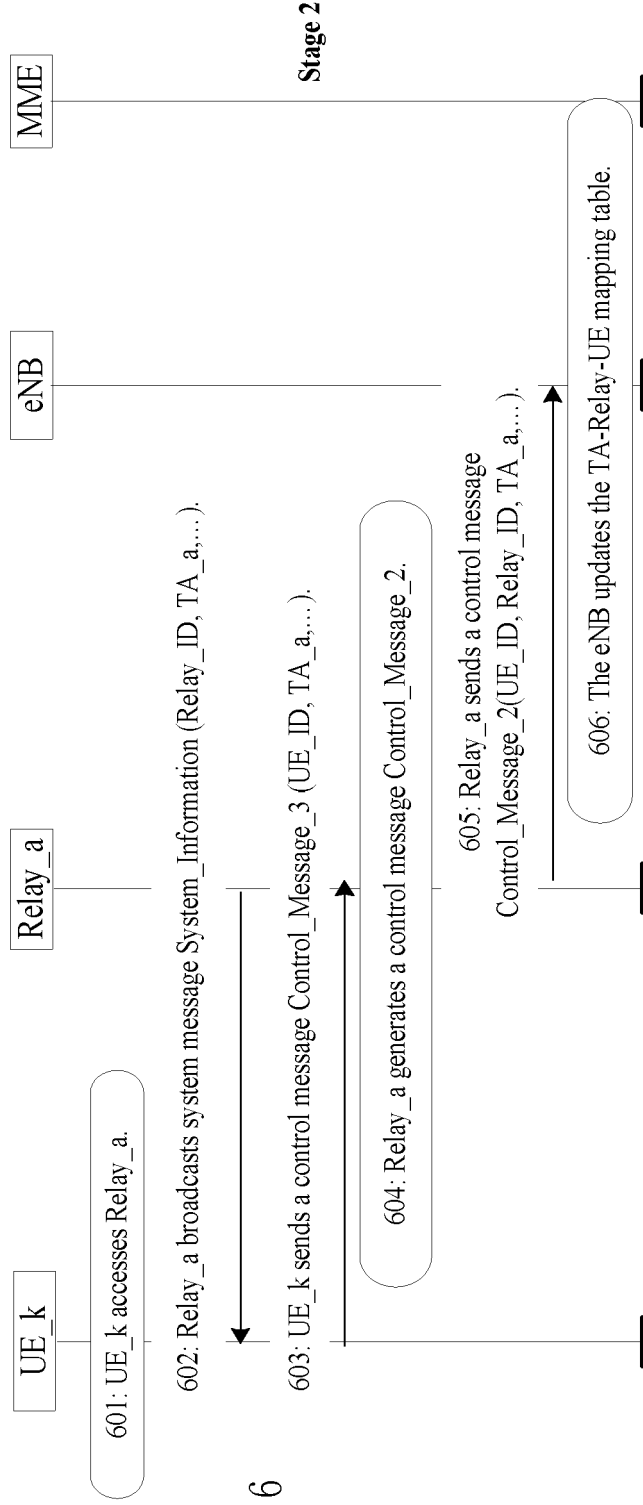 UE_k
Relay_a
eNB
MME
601: UE_k accesses Relay_a.
602: Relay_a broadcasts system message System_Information (Relay_ID, TA_a,... ).
603: UE_k sends a control message Control_Message_3 (UE_ID, TA_a,... ).
604: Relay_a generates a control message Control_Message_2.
605: Relay_a sends a control message
Control_Message_2(UE_ID, Relay_ID, TA_a,... ).
606: The eNB updates the TA-Relay-UE mapping table.
Stage 2
6